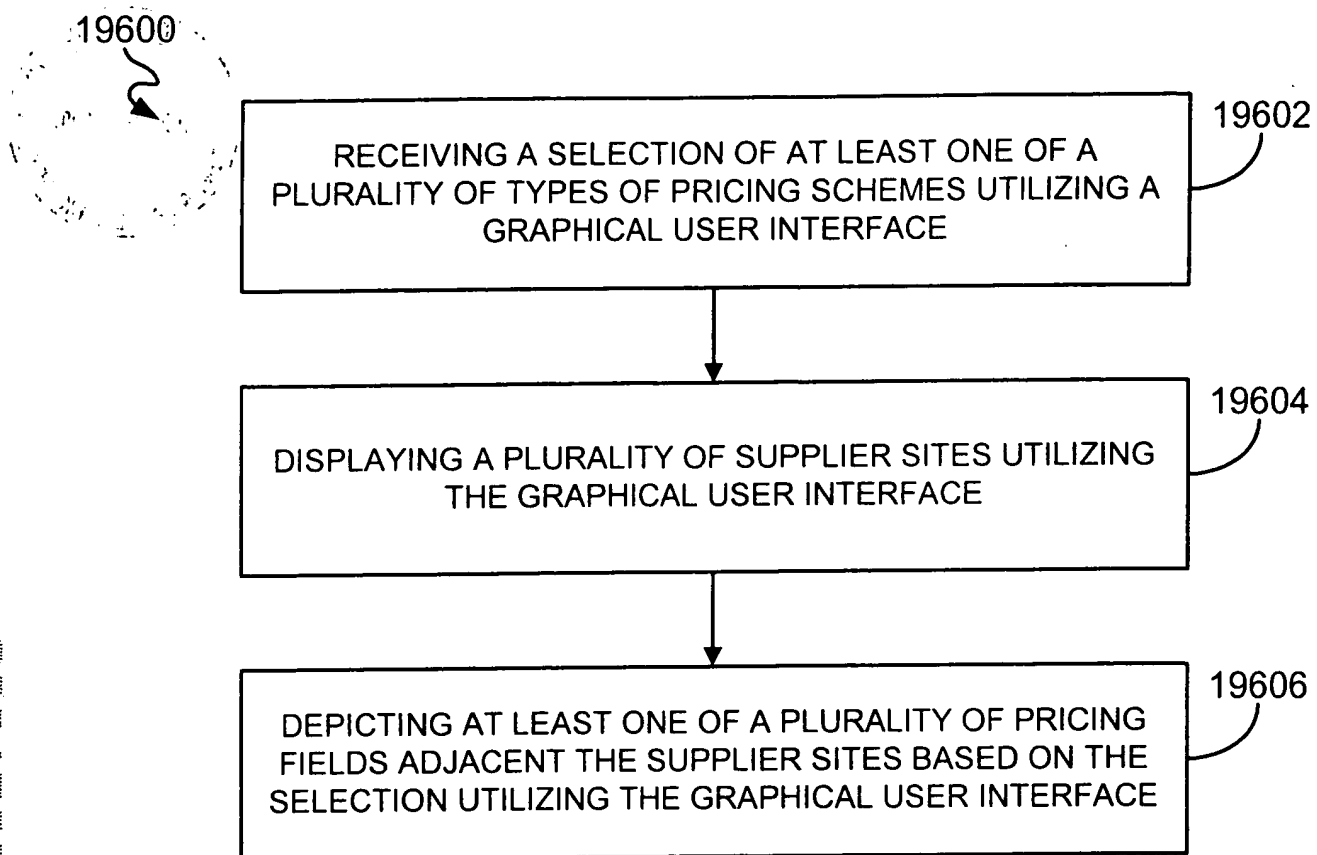 19600
19602
RECEIVING A SELECTION OF AT LEAST ONE OF A
PLURALITY OF TYPES OF PRICING SCHEMES UTILIZING A
GRAPHICAL USER INTERFACE
19604
DISPLAYING A PLURALITY OF SUPPLIER SITES UTILIZING
THE GRAPHICAL USER INTERFACE
19606
DEPICTING AT LEAST ONE OF A PLURALITY OF PRICING
FIELDS ADJACENT THE SUPPLIER SITES BASED ON THE
SELECTION UTILIZING THE GRAPHICAL USER INTERFACE